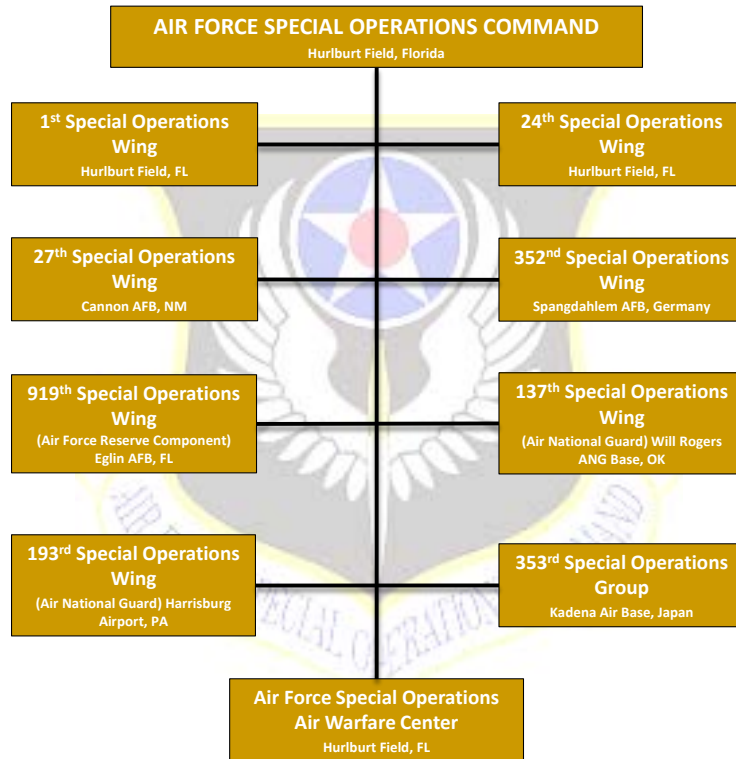 AIR FORCE SPECIAL OPERATIONS COMMAND
Hurlburt Field, Florida
1st Special Operations
Wing
Hurlburt Field, FL
24th Special Operations
Wing
Hurlburt Field, FL
27th Special Operations
Wing
Cannon AFB, NM
352nd Special Operations
Wing
Spangdahlem AFB, Germany
919th Special Operations
Wing
(Air Force Reserve Component)
Eglin AFB, FL
137th Special Operations
Wing
(Air National Guard) Will Rogers
ANG Base, OK
193rd Special Operations
Wing
(Air National Guard) Harrisburg
Airport, PA
353rd Special Operations
Group
Kadena Air Base, Japan
Air Force Special Operations
Air Warfare Center
Hurlburt Field, FL